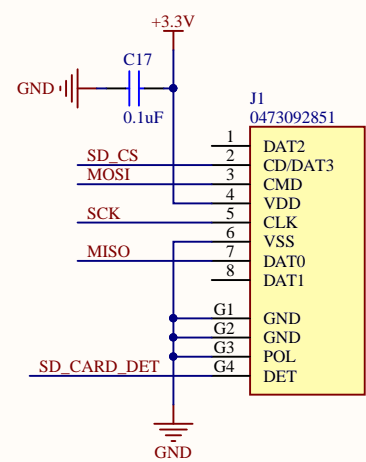 +3.3V
C17
GND
0.1uF
J1
0473092851
1 DAT2
SD_CS 2 CD/DAT3
MOSI 3 CMD
4 VDD
SCK 5 CLK
6 VSS
MISO 7 DAT0
8 DAT1
G1 GND
G2 GND
G3 POL
SD_CARD_DET G4 DET
GND